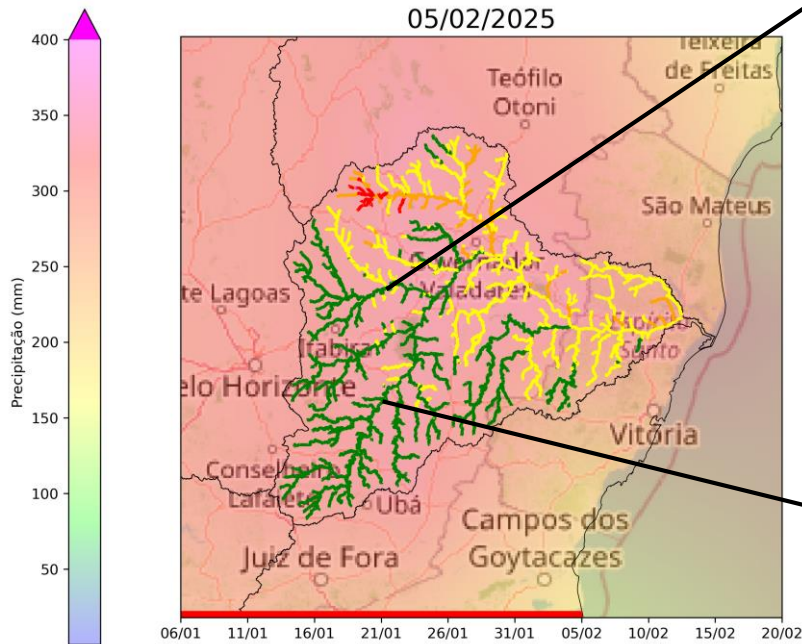 05/02/2025
Precipitação (mm)
400
350
300
250
200
150
100
50
Teixeira
de Freitas
Teófilo
Otoni
São Mateus
Governador
Valadares
te Lagoas
Espírito
Santo
Itabira
elo Horizonte
Vitória
Conselheiro
Lafaiete
Ubá
Campos dos
Goytacazes
Juiz de Fora
06/01 11/01 16/01 21/01 26/01 31/01 05/02 10/02 15/02 20/02